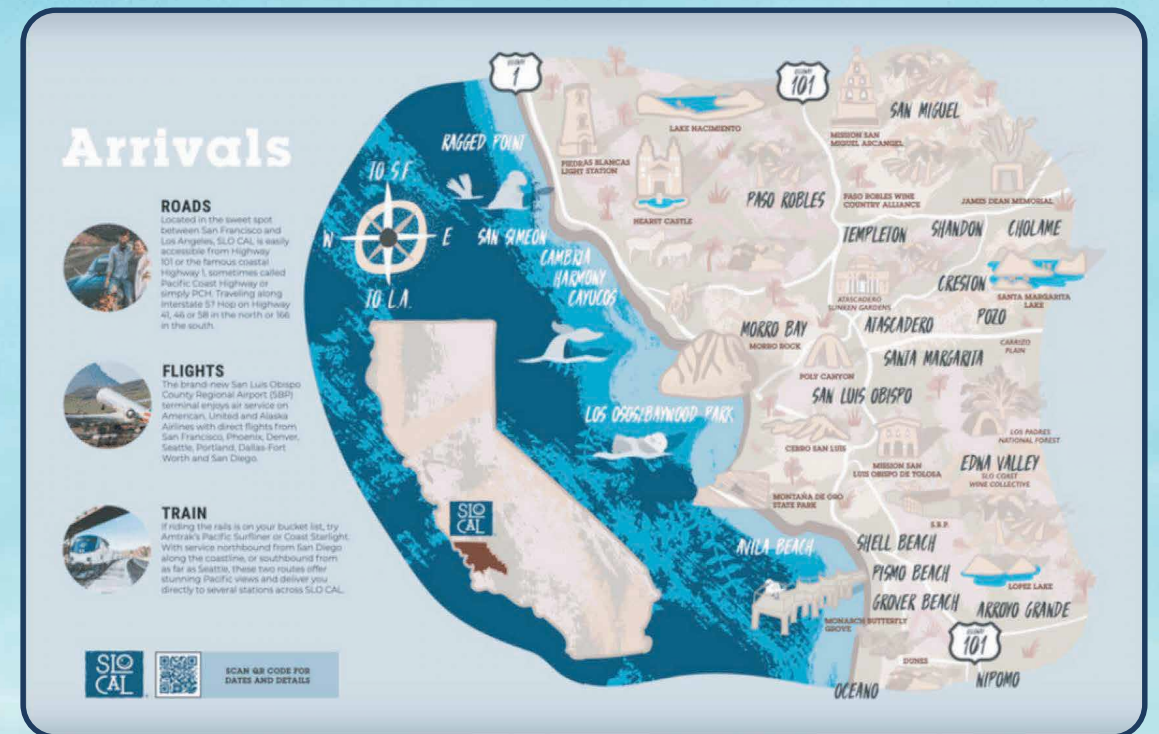 Arrivals
ROADS
Located in the sweet spot
between San Francisco and
Los Angeles, SLO CAL is easily
accessible from Highway
101 or the famous coastal
Highway 1, sometimes called
Pacific Coast Highway or
simply PCH. Traveling along
Interstate 5? Hop on Highway
41, 46 or 58 in the north or 166
in the south.
FLIGHTS
The brand-new San Luis Obispo
County Regional Airport (SBP)
terminal enjoys air service on
American, United and Alaska
Airlines with direct flights from
San Francisco, Phoenix, Denver,
Seattle, Portland, Dallas-Fort
Worth and San Diego.
TRAIN
If riding the rails is on your bucket list, try
Amtrak's Pacific Surfliner or Coast Starlight.
With service northbound from San Diego
along the coastline, or southbound from
as far as Seattle, these two routes offer
stunning Pacific views and deliver you
directly to several stations across SLO CAL.
SLO
CAL
SCAN QR CODE FOR
DATES AND DETAILS
1
101
RAGGED POINT
TO S.F.
W
E
TO L.A.
SAN SIMEON
CAMBRIA
HARMONY
CAYUCOS
LOS OSOS/BAYWOOD PARK
AVILA BEACH
SLO
CAL
PIEDRAS BLANCAS
LIGHT STATION
LAKE NACIMIENTO
HEARST CASTLE
SAN MIGUEL
MISSION SAN
MIGUEL ARCANGEL
PASO ROBLES
PASO ROBLES WINE
COUNTRY ALLIANCE
JAMES DEAN MEMORIAL
TEMPLETON
SHANDON
CHOLAME
CRESTON
SANTA MARGARITA
LAKE
ATASCADERO
SUNKEN GARDENS
MORRO BAY
MORRO ROCK
ATASCADERO
POZO
CARRIZO
PLAIN
SANTA MARGARITA
POLY CANYON
SAN LUIS OBISPO
CERRO SAN LUIS
MISSION SAN
LUIS OBISPO DE TOLOSA
LOS PADRES
NATIONAL FOREST
EDNA VALLEY
SLO COAST
WINE COLLECTIVE
MONTAÑA DE ORO
STATE PARK
S.B.P.
SHELL BEACH
PISMO BEACH
LOPEZ LAKE
GROVER BEACH
ARROYO GRANDE
MONARCH BUTTERFLY
GROVE
101
DUNES
NIPOMO
OCEANO